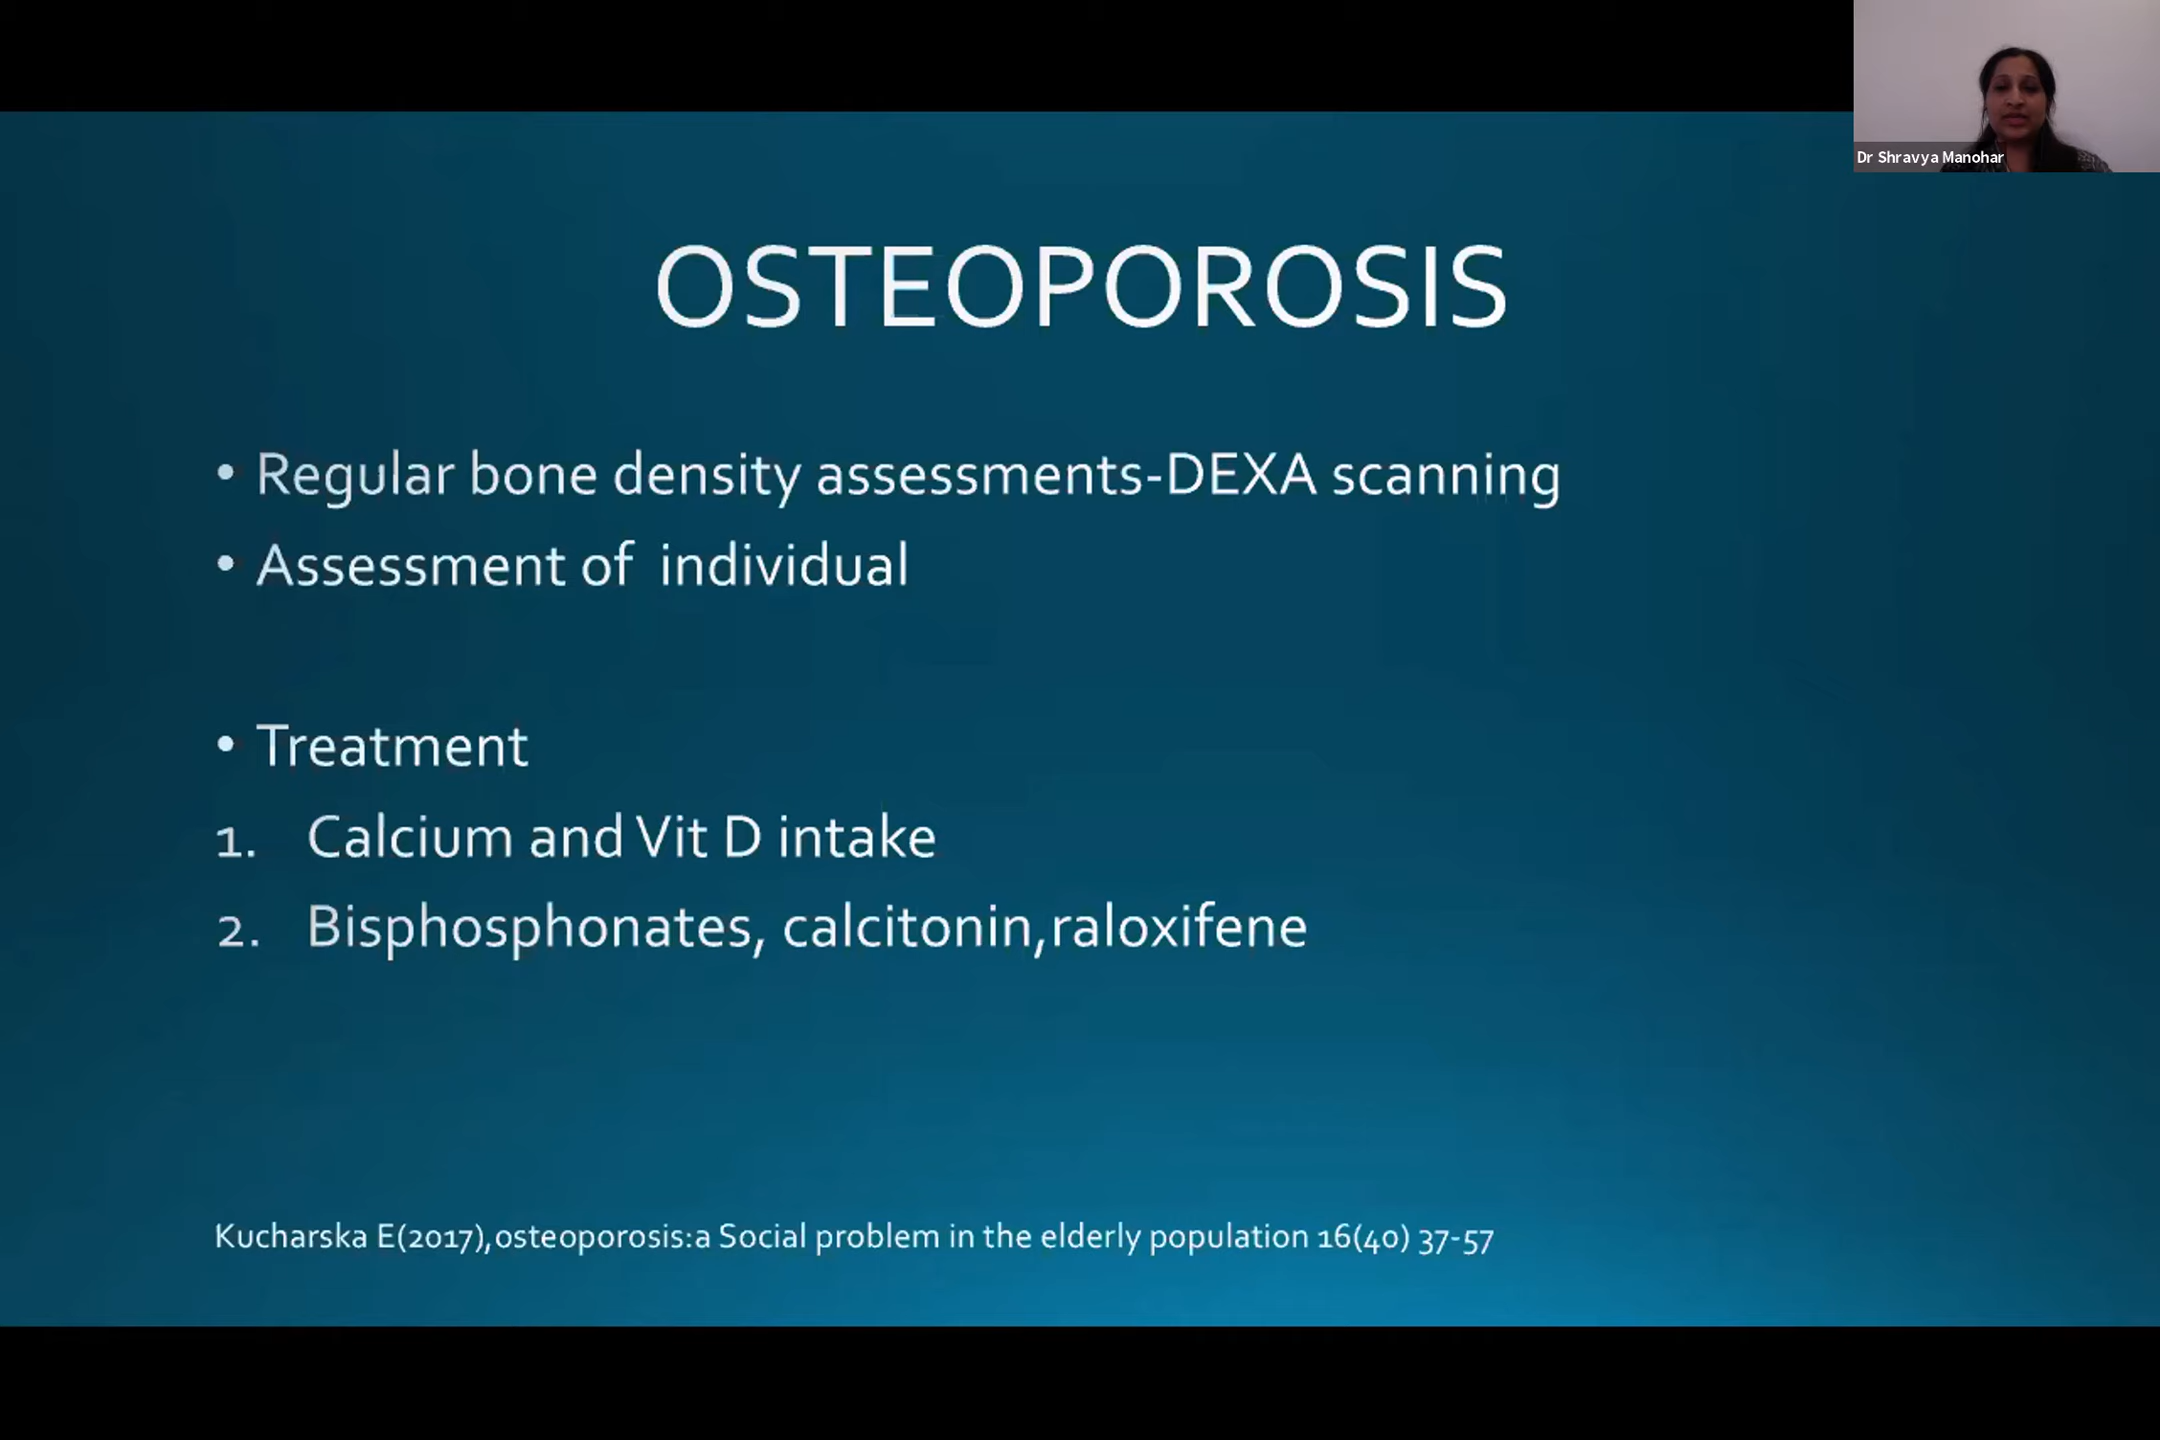 Dr Shravya Manohar
OSTEOPOROSIS
• Regular bone density assessments-DEXA scanning
• Assessment of  individual
• Treatment
1. Calcium and Vit D intake
2. Bisphosphonates, calcitonin,raloxifene
Kucharska E(2017),osteoporosis:a Social problem in the elderly population 16(40) 37-57